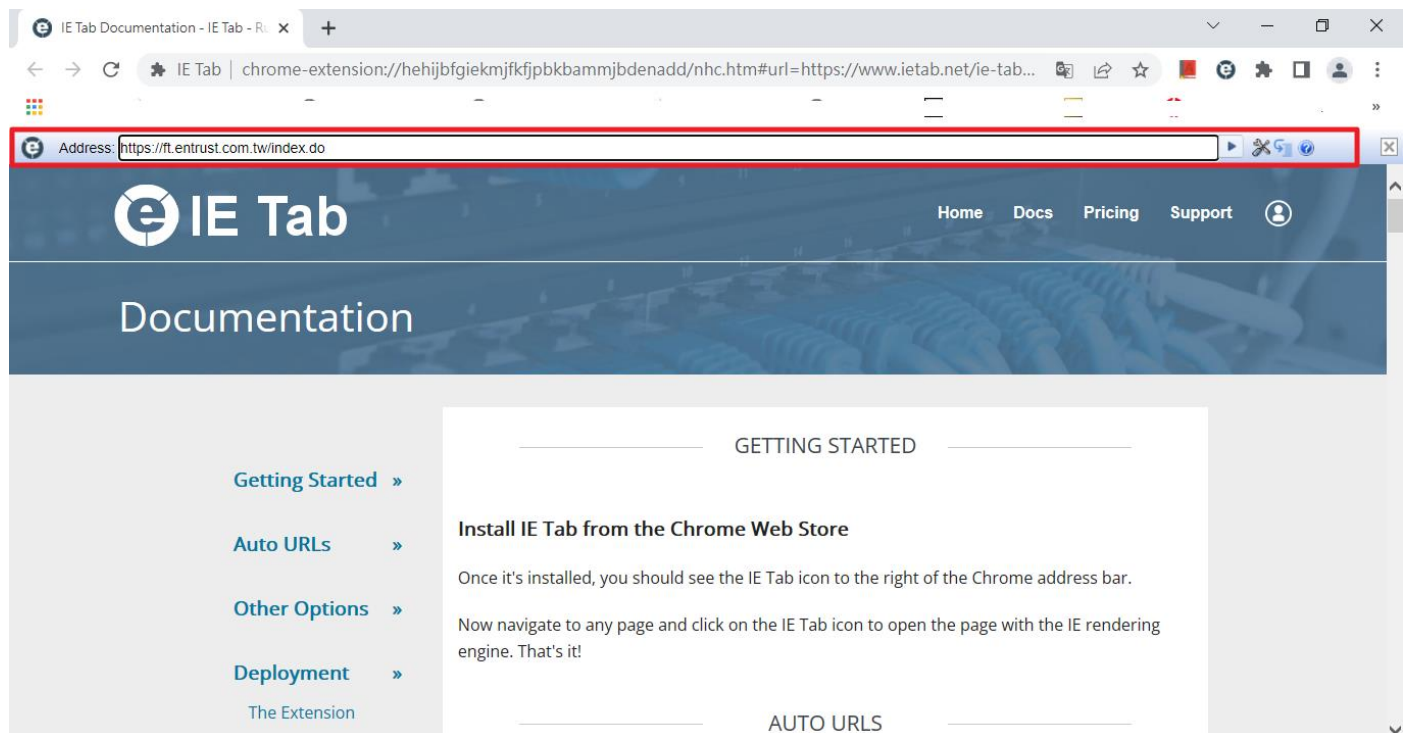 IE Tab Documentation - IE Tab - Ru
IE Tab | chrome-extension://hehijbfgiekmjfkfjpbkbammjbdenadd/nhc.htm#url=https://www.ietab.net/ie-tab...
Address: https://ft.entrust.com.tw/index.do
IE Tab
Home Docs Pricing Support
Documentation
GETTING STARTED
Getting Started »
Auto URLs »
Other Options »
Deployment »
The Extension
Install IE Tab from the Chrome Web Store
Once it's installed, you should see the IE Tab icon to the right of the Chrome address bar.
Now navigate to any page and click on the IE Tab icon to open the page with the IE rendering
engine. That's it!
AUTO URLS